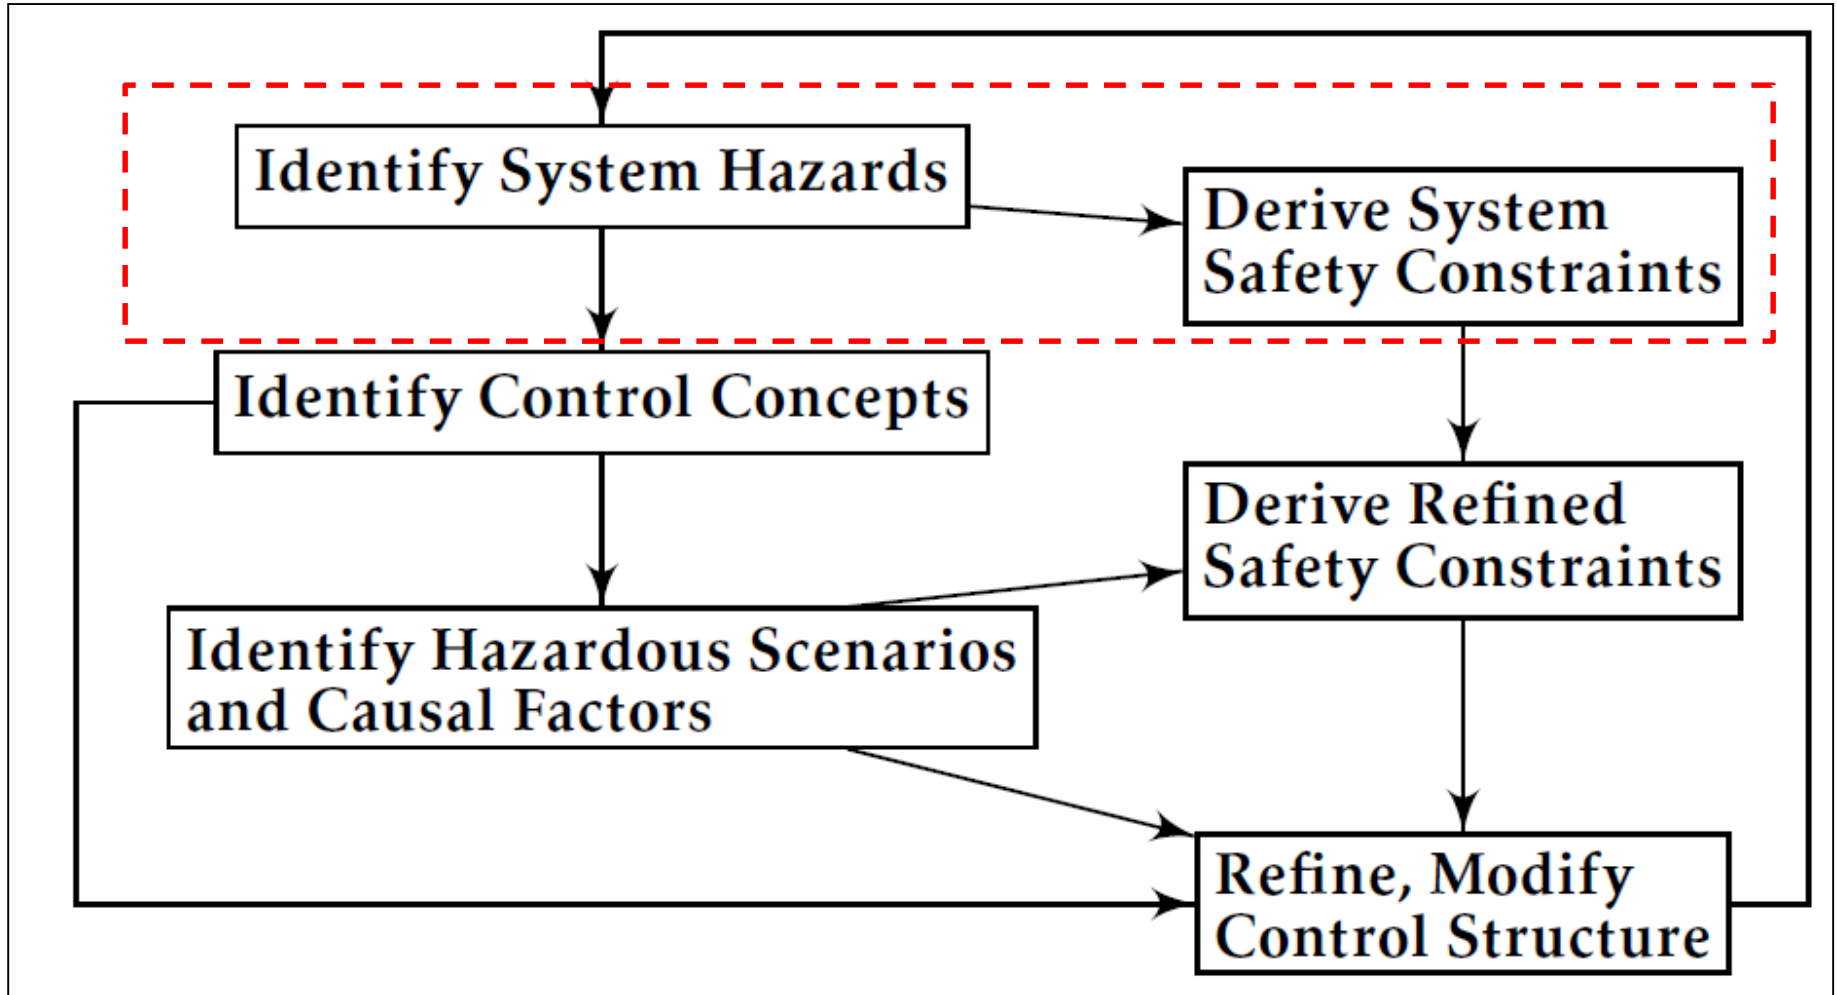 Identify System Hazards
Derive System
Safety Constraints
Identify Control Concepts
Derive Refined
Safety Constraints
Identify Hazardous Scenarios
and Causal Factors
Refine, Modify
Control Structure